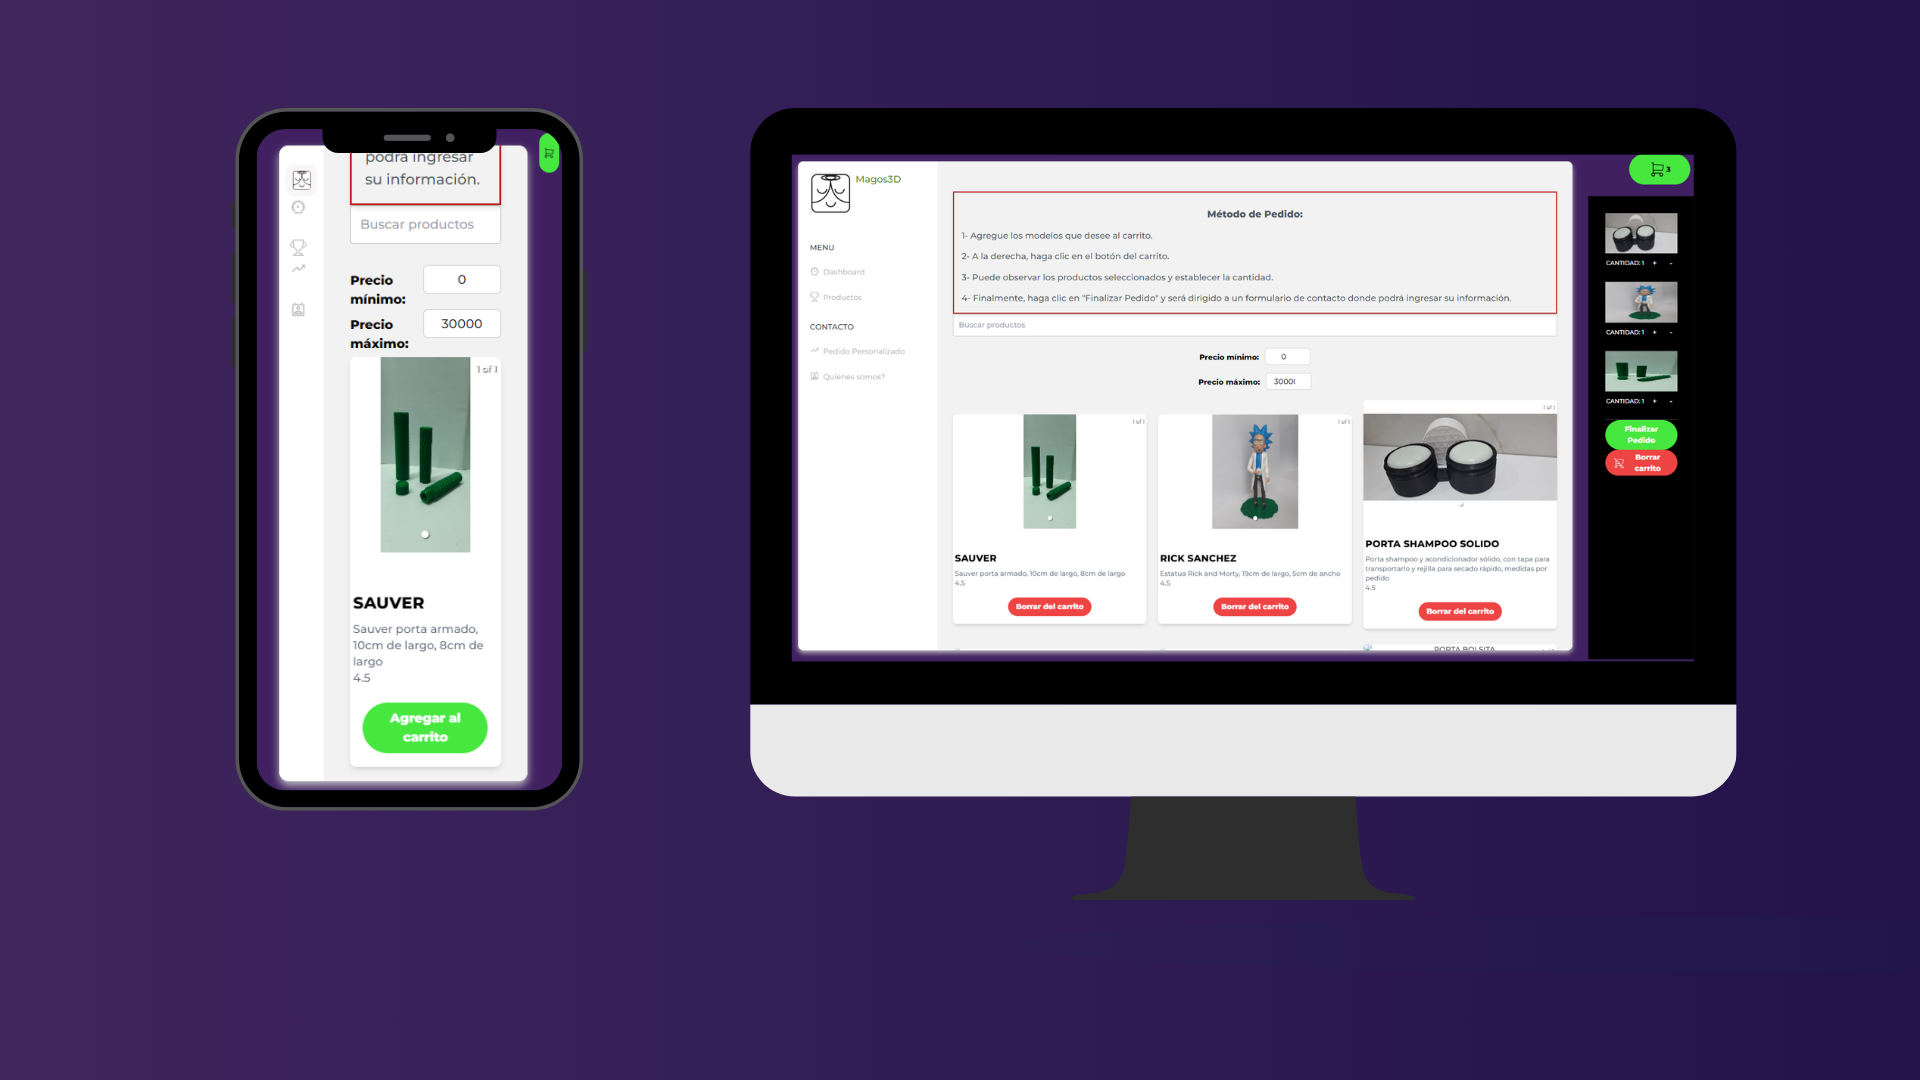 podrá ingresar
su información.
Buscar productos
Precio
mínimo:
0
Precio
máximo:
30000
1 of 1
SAUVER
Sauver porta armado,
10cm de largo, 8cm de
largo
4.5
Agregar al
carrito
Magos3D
MENU
Dashboard
Productos
CONTACTO
Pedido Personalizado
Quienes somos?
Método de Pedido:
1- Agregue los modelos que desee al carrito.
2- A la derecha, haga clic en el botón del carrito.
3- Puede observar los productos seleccionados y establecer la cantidad.
4- Finalmente, haga clic en "Finalizar Pedido" y será dirigido a un formulario de contacto donde podrá ingresar su información.
Buscar productos
Precio mínimo: 0
Precio máximo: 3000
1 of 1
SAUVER
Sauver porta armado, 10cm de largo, 8cm de largo
4.5
Borrar del carrito
1 of 1
RICK SANCHEZ
Estatua Rick and Morty, 19cm de largo, 5cm de ancho
4.5
Borrar del carrito
1 of 1
PORTA SHAMPOO SOLIDO
Porta shampoo y acondicionador sólido, con tapa para
transportarlo y rejilla para secado rápido, medidas por
pedido
4.5
Borrar del carrito
PORTA BOLSITA
3
CANTIDAD: 1 + -
CANTIDAD: 1 + -
CANTIDAD: 1 + -
Finalizar
Pedido
Borrar
carrito